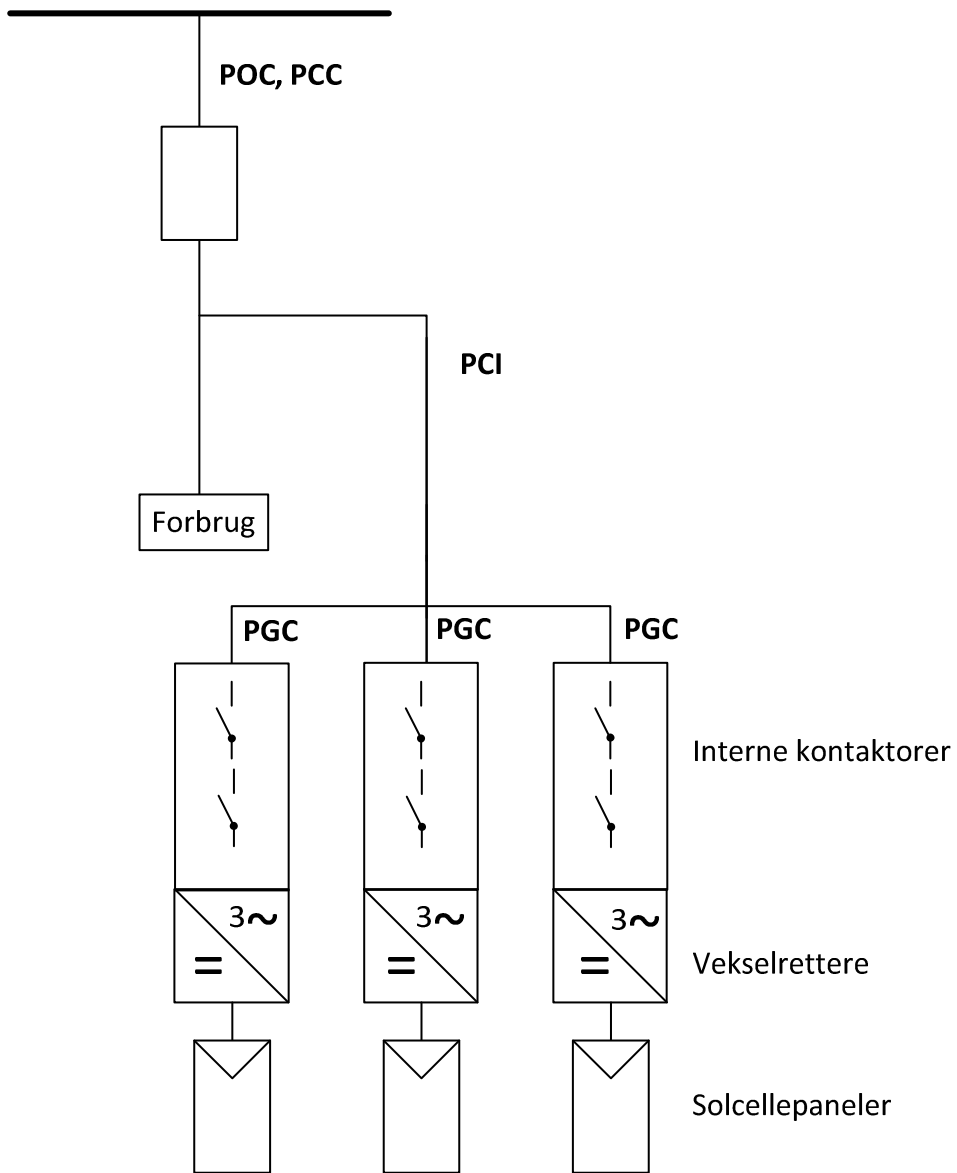 POC, PCC
PCI
Forbrug
PGC
PGC
PGC
Interne kontaktorer
3~
=
3~
=
3~
=
Vekselrettere
Solcellepaneler